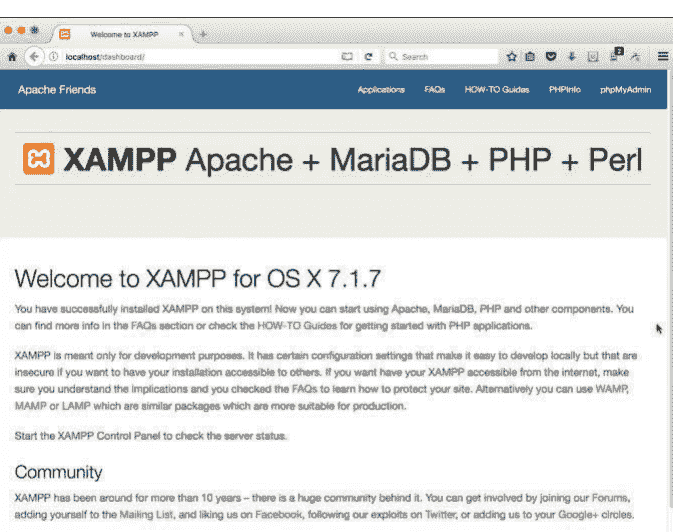 Welcome to XAMPP
localhost/dashboard/
Search
2
Apache Friends
Applications FAQs HOW-TO Guides PHPInfo phpMyAdmin
XAMPP Apache + MariaDB + PHP + Perl
Welcome to XAMPP for OS X 7.1.7
You have successfully installed XAMPP on this system! Now you can start using Apache, MariaDB, PHP and other components. You
can find more info in the FAQs section or check the HOW-TO Guides for getting started with PHP applications.
XAMPP is meant only for development purposes. It has certain configuration settings that make it easy to develop locally but that are
insecure if you want to have your installation accessible to others. If you want have your XAMPP accessible from the internet, make
sure you understand the implications and you checked the FAQs to learn how to protect your site. Alternatively you can use WAMP,
MAMP or LAMP which are similar packages which are more suitable for production.
Start the XAMPP Control Panel to check the server status.
Community
XAMPP has been around for more than 10 years – there is a huge community behind it. You can get involved by joining our Forums,
adding yourself to the Mailing List, and liking us on Facebook, following our exploits on Twitter, or adding us to your Google+ circles.